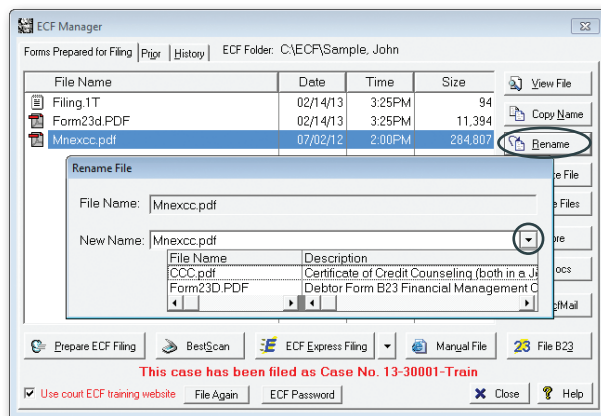 ECF Manager
Forms Prepared for Filing Prior History ECF Folder: C:\ECF\Sample, John
File Name Date Time Size View File
Filing.1T 02/14/13 3:25PM 94
Form23d.PDF 02/14/13 3:25PM 11,394 Copy Name
Mnexcc.pdf 07/02/12 2:00PM 284,807 Rename
Rename File
e File
File Name: Mnexcc.pdf
Files
New Name: Mnexcc.pdf
ore
File Name Description
CCC.pdf Certificate of Credit Counseling (both in a J
ocs
Form23D.PDF Debtor Form B23 Financial Management C
cfMail
Prepare ECF Filing BestScan ECF Express Filing Manual File 23 File B23
This case has been filed as Case No. 13-30001-Train
Use court ECF training website File Again ECF Password Close Help